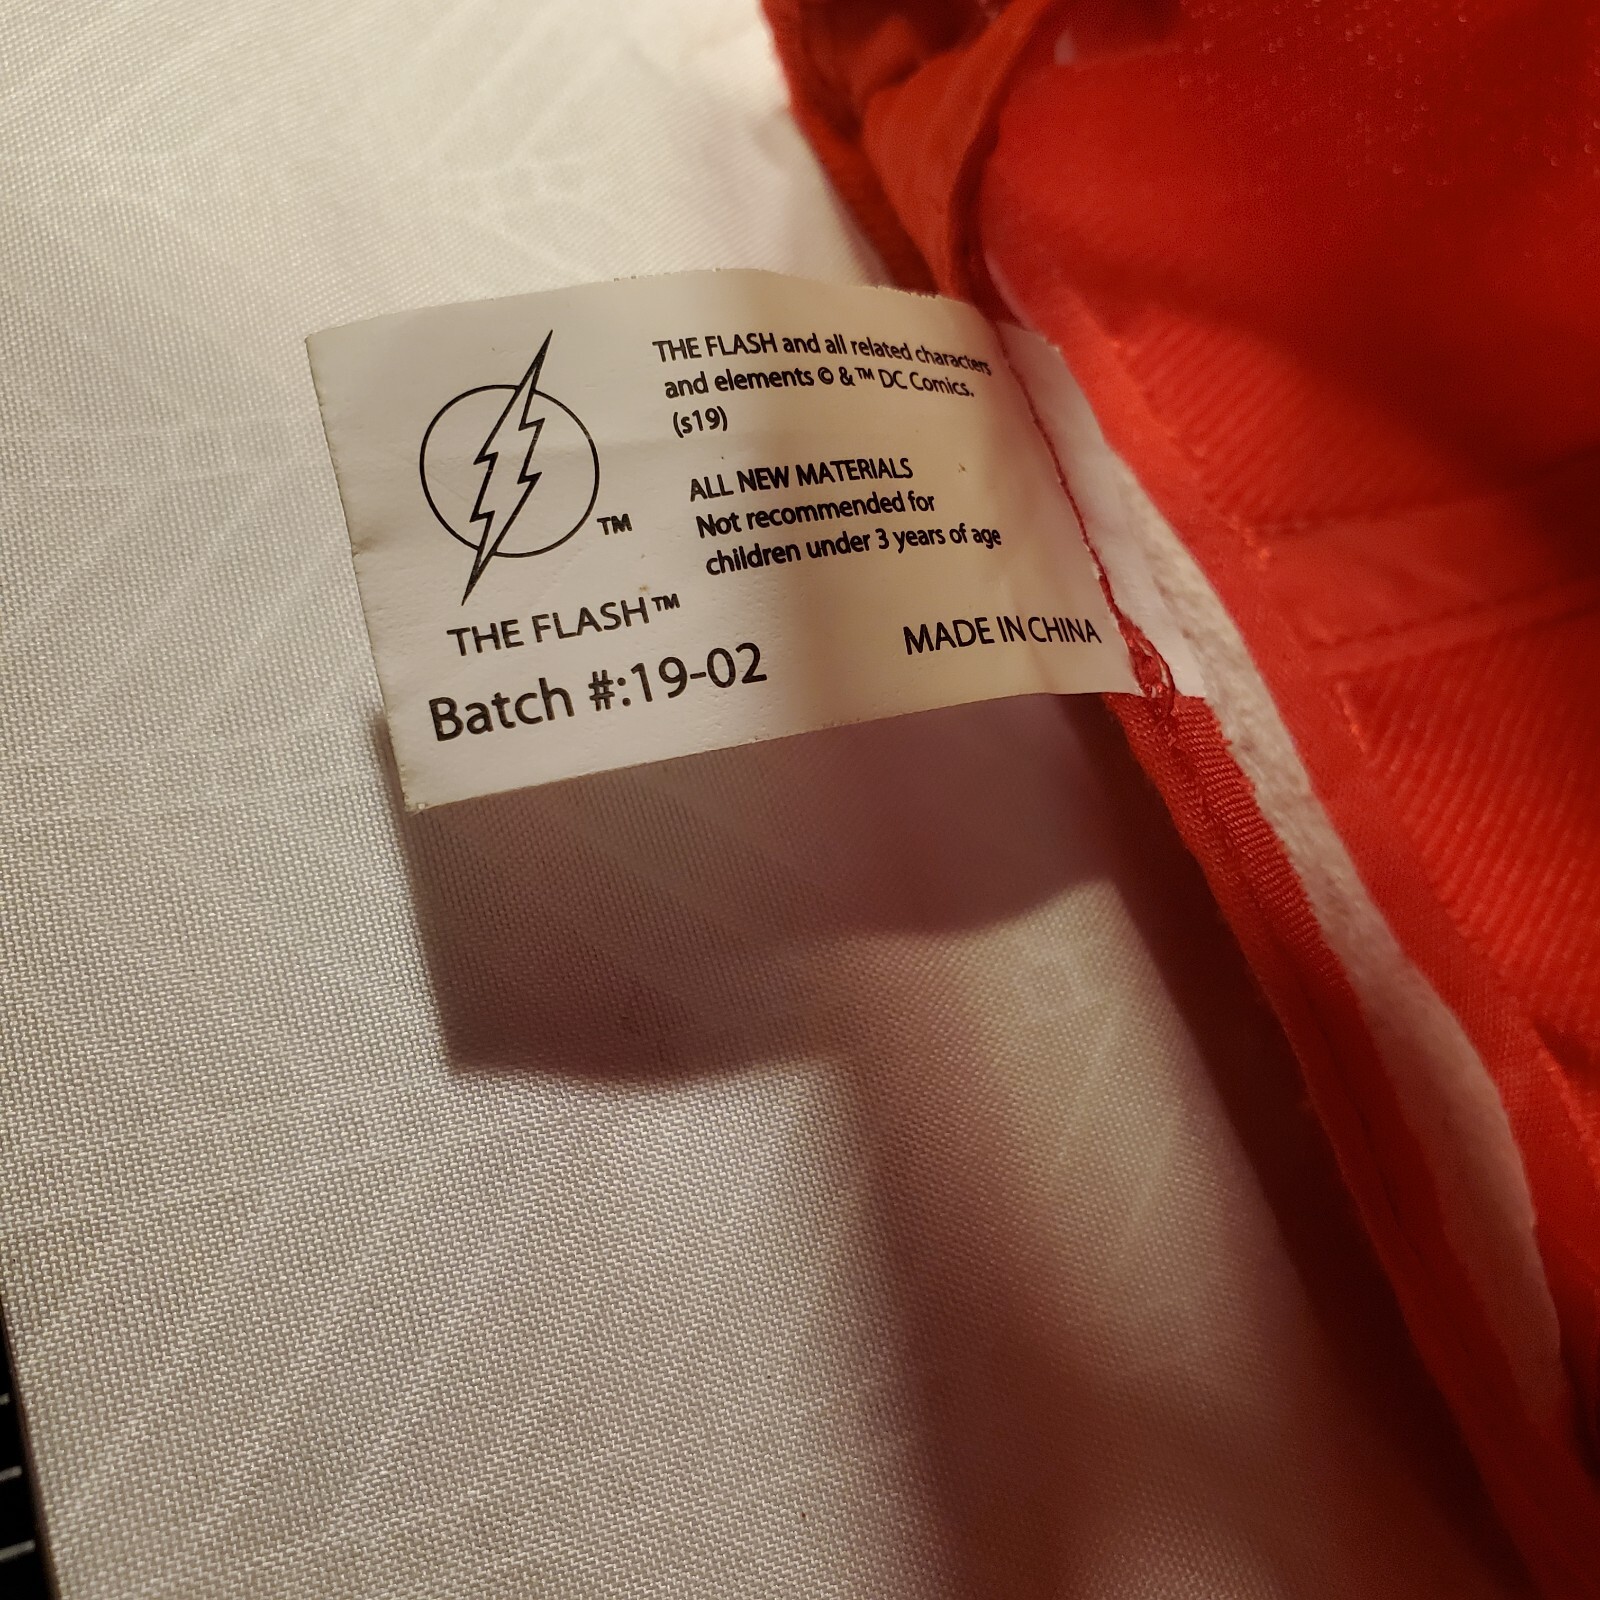 THE FLASH and all related characters
and elements © & ™ DC Comics.
(s19)
ALL NEW MATERIALS
Not recommended for
children under 3 years of age
TM
THE FLASH™
Batch #:19-02
MADE IN CHINA